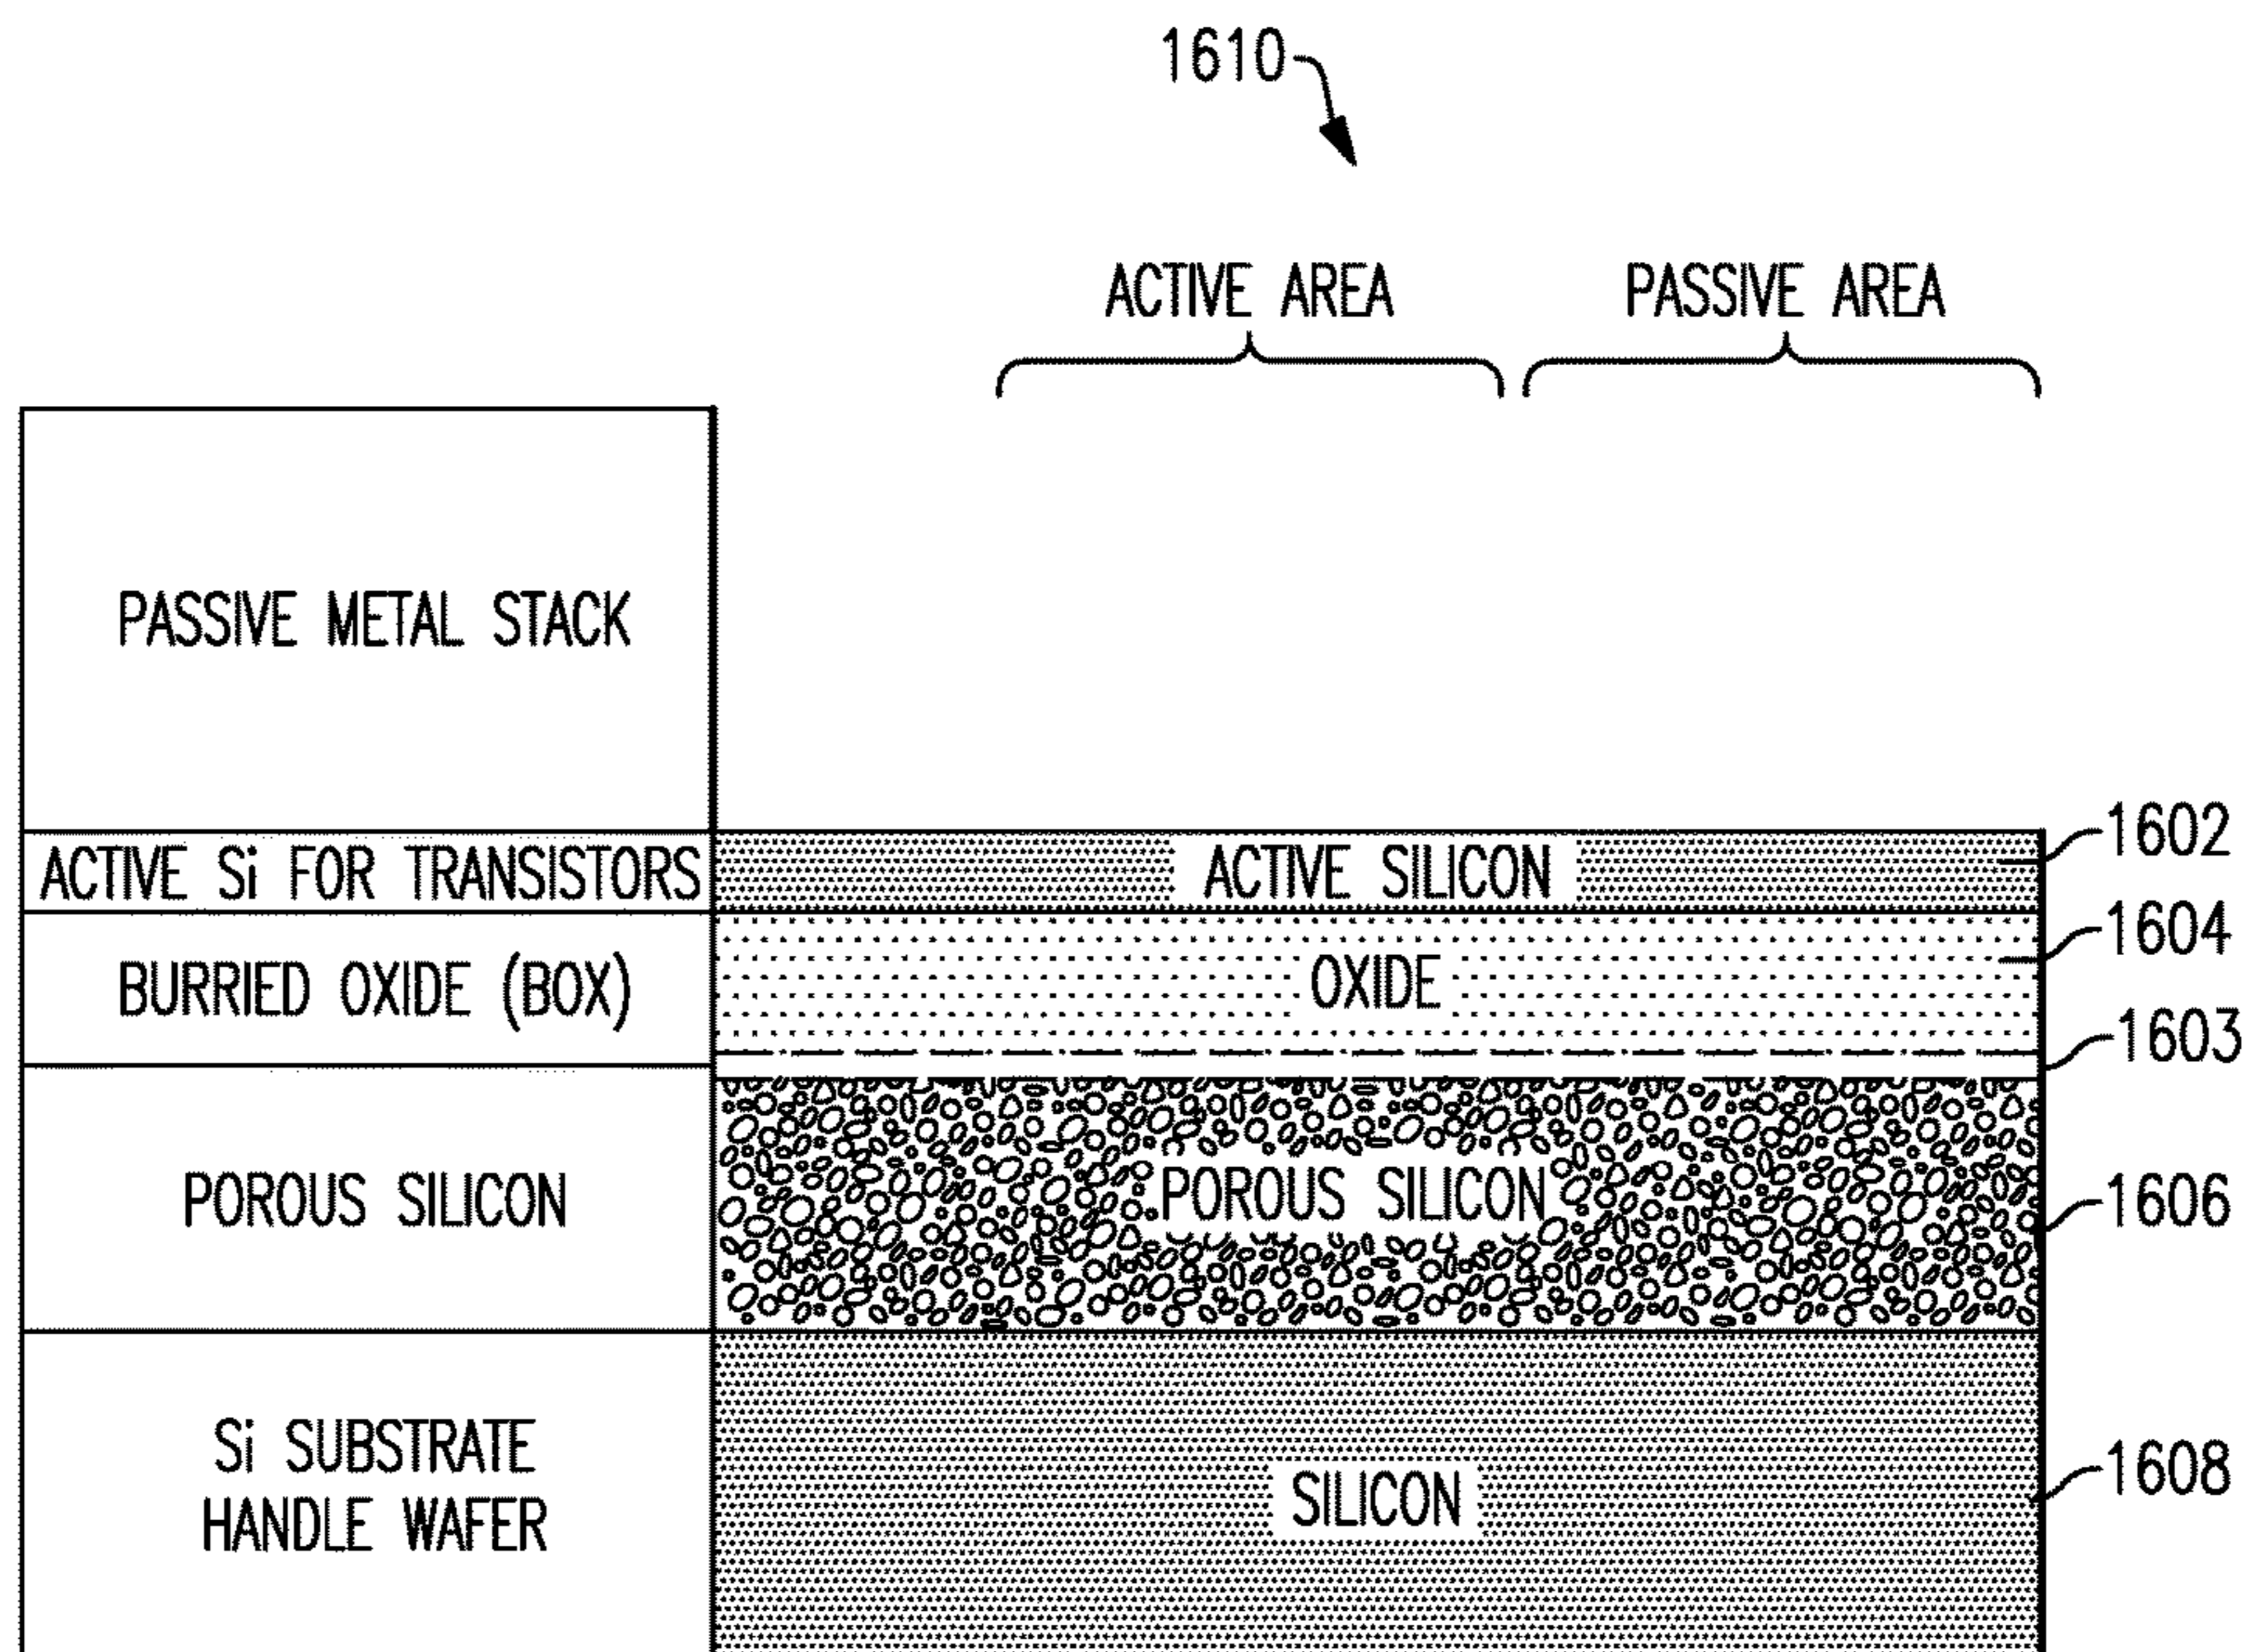 1610
ACTIVE AREA
PASSIVE AREA
PASSIVE METAL STACK
ACTIVE Si FOR TRANSISTORS
ACTIVE SILICON
1602
BURRIED OXIDE (BOX)
OXIDE
1604
1603
POROUS SILICON
POROUS SILICON
1606
Si SUBSTRATE
HANDLE WAFER
SILICON
1608